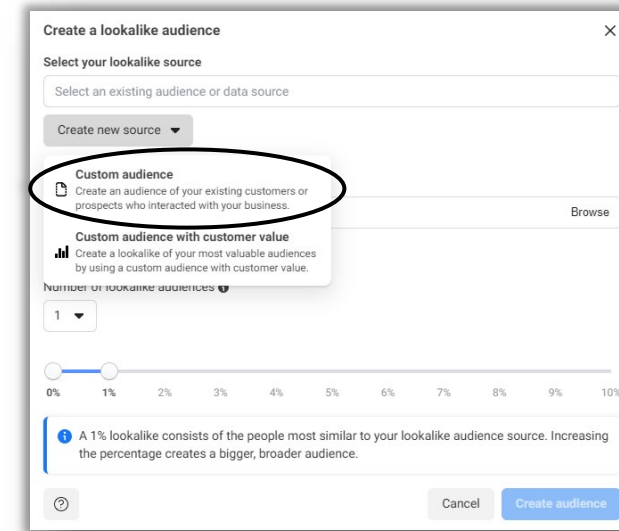 Create a lookalike audience
Select your lookalike source
Select an existing audience or data source
Create new source
Custom audience
Create an audience of your existing customers or
prospects who interacted with your business.
Browse
Custom audience with customer value
Create a lookalike of your most valuable audiences
by using a custom audience with customer value.
Number of lookalike audiences
1
0% 1% 2% 3% 4% 5% 6% 7% 8% 9% 10%
A 1% lookalike consists of the people most similar to your lookalike audience source. Increasing
the percentage creates a bigger, broader audience.
Cancel Create audience